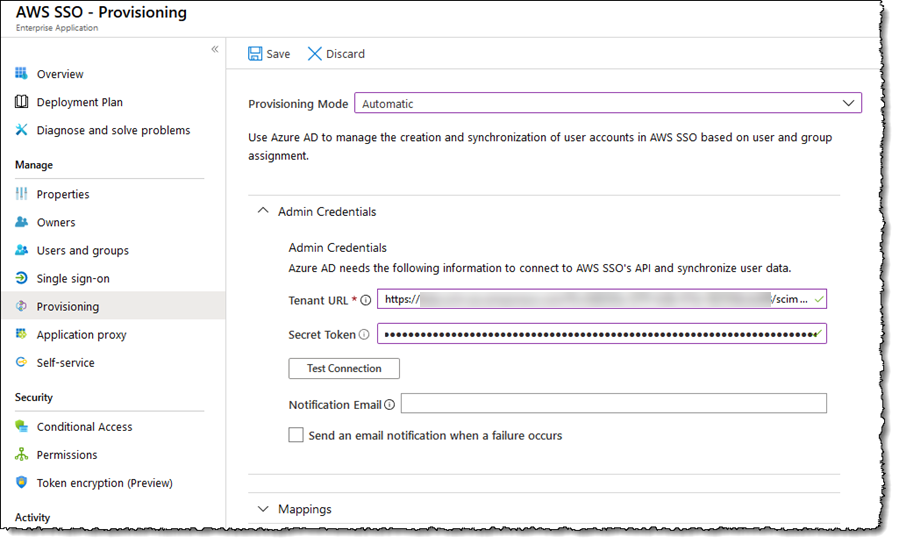 AWS SSO - Provisioning
Enterprise Application
«
Overview
Deployment Plan
Diagnose and solve problems
Manage
Properties
Owners
Users and groups
Single sign-on
Provisioning
Application proxy
Self-service
Security
Conditional Access
Permissions
Token encryption (Preview)
Activity
Save Discard
Provisioning Mode Automatic
Use Azure AD to manage the creation and synchronization of user accounts in AWS SSO based on user and group
assignment.
Admin Credentials
Admin Credentials
Azure AD needs the following information to connect to AWS SSO's API and synchronize user data.
Tenant URL * https:// /scim ...
Secret Token
Test Connection
Notification Email
Send an email notification when a failure occurs
Mappings